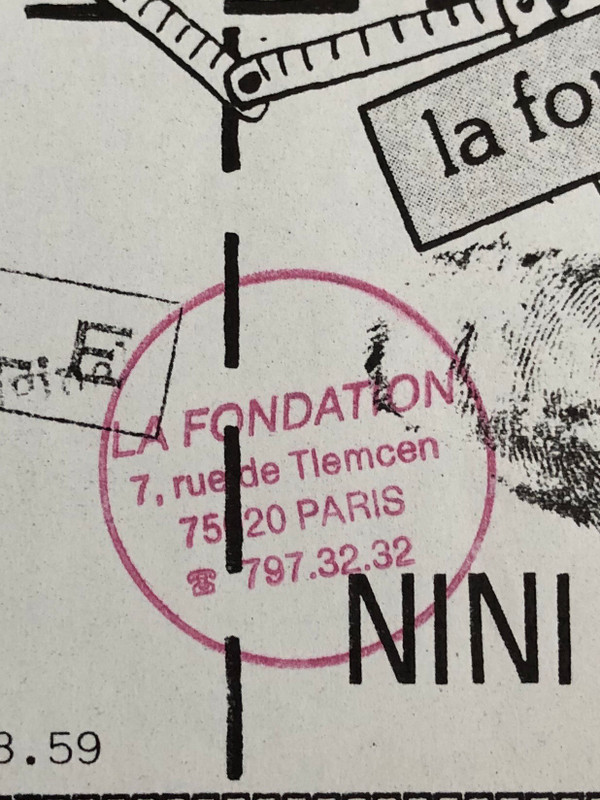 la fo
E
LA FONDATION
7, rue de Tlemcen
75020 PARIS
☎ 797.32.32
NINI
3.59